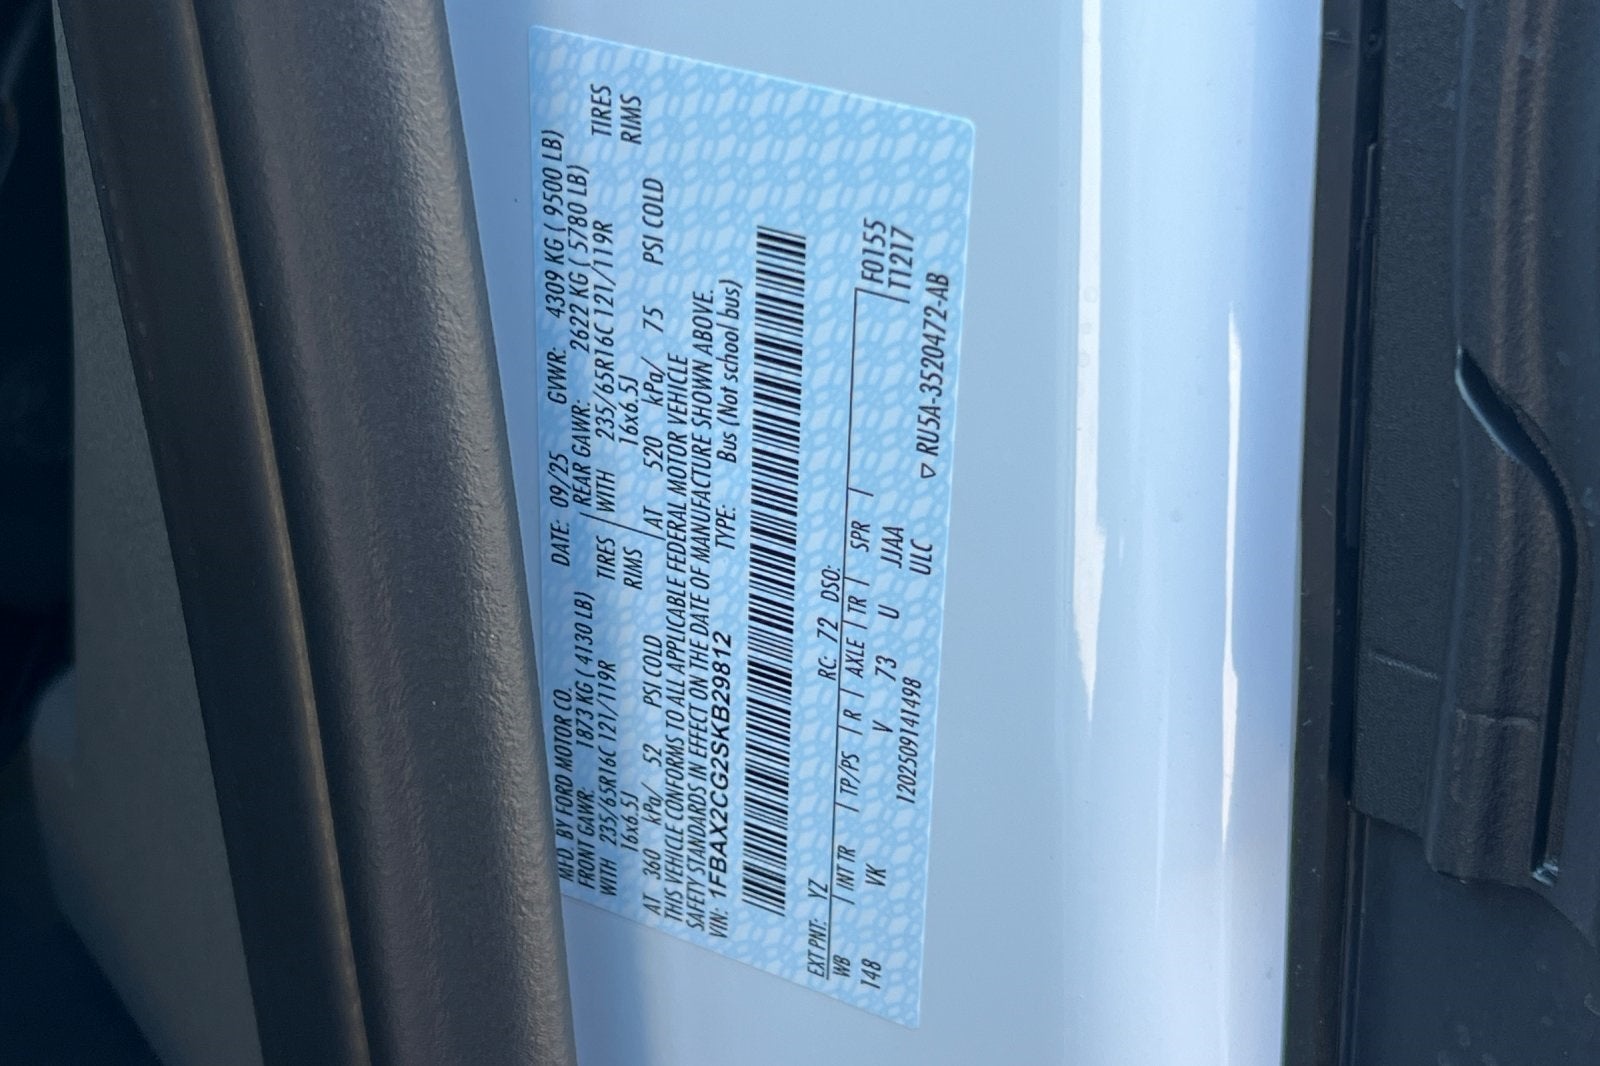 MFD. BY FORD MOTOR CO. DATE: 09/25 GVWR: 4309 KG ( 9500 LB)
FRONT GAWR: 1873 KG ( 4130 LB) REAR GAWR: 2622 KG ( 5780 LB)
WITH 235/65R16C 121/119R TIRES WITH 235/65R16C 121/119R TIRES
16x6.5J RIMS 16x6.5J RIMS
AT 360 kPa/ 52 PSI COLD AT 520 kPa/ 75 PSI COLD
THIS VEHICLE CONFORMS TO ALL APPLICABLE FEDERAL MOTOR VEHICLE
SAFETY STANDARDS IN EFFECT ON THE DATE OF MANUFACTURE SHOWN ABOVE.
VIN: 1FBAX2CG2SKB29812 TYPE: Bus (Not school bus)
EXT PNT: YZ RC: 72 DSO:
WB INT TR TP/PS R AXLE TR SPR F0155
148 VK V 73 U JJAA T1217
120250914149​8 ULC ▽ RU5A-3520472-AB